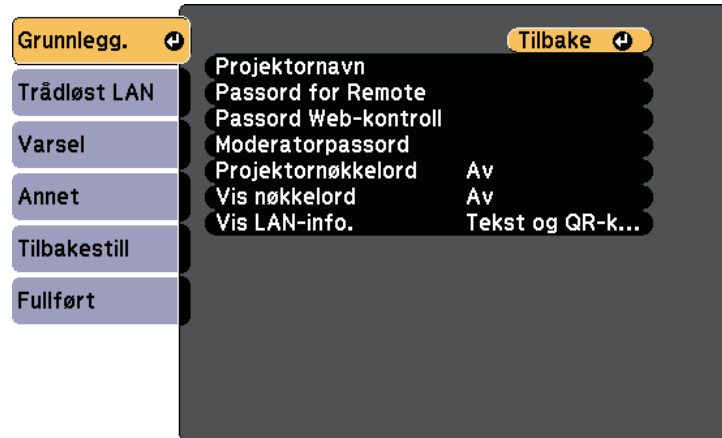 Grunnlegg.
Trådløst LAN
Varsel
Annet
Tilbakestill
Fullført
Tilbake
Projektornavn
Passord for Remote
Passord Web-kontroll
Moderatorpassord
Projektornøkkelord Av
Vis nøkkelord Av
Vis LAN-info. Tekst og QR-k...